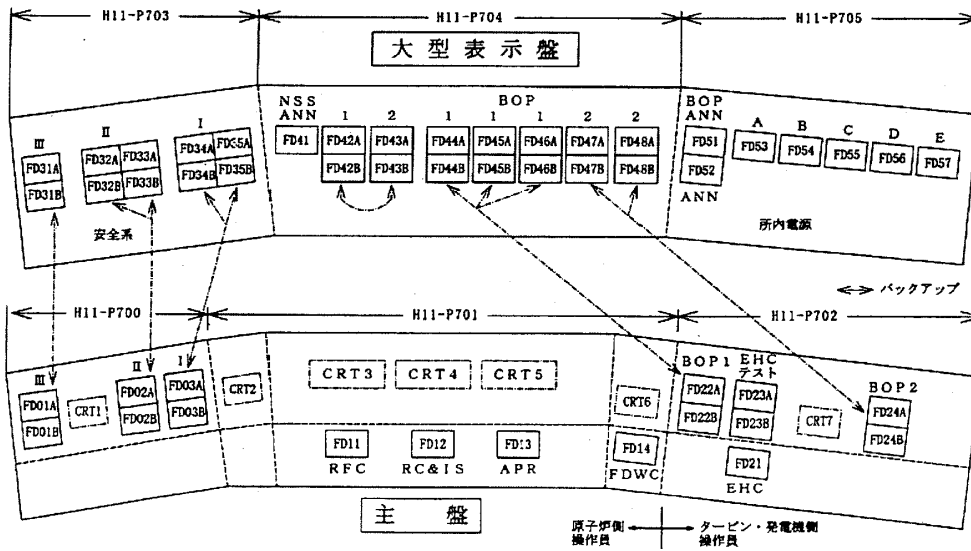 H11-P703 H11-P704 H11-P705
大型表示盤
NSS ANN
BOP
BOP ANN
Ⅲ Ⅱ Ⅰ 1 2 1 1 1 2 2 A B C D E
FD31A FD32A FD33A FD34A FD35A FD41 FD42A FD43A FD44A FD45A FD46A FD47A FD48A FD51 FD53 FD54 FD55 FD56 FD57
FD31B FD32B FD33B FD34B FD35B FD42B FD43B FD44B FD45B FD46B FD47B FD48B FD52
ANN
安全系
所内電源
バックアップ
H11-P700 H11-P701 H11-P702
Ⅲ Ⅱ Ⅰ
BOP1
EHC
テスト
BOP2
FD01A CRT1 FD02A FD03A CRT2 CRT3 CRT4 CRT5 CRT6 FD22A FD23A CRT7 FD24A
FD01B FD02B FD03B FD22B FD23B FD24B
FD11 FD12 FD13 FD14 FD21
RFC RC&IS APR FDWC EHC
主盤
原子炉側
操作員
タービン・発電機側
操作員